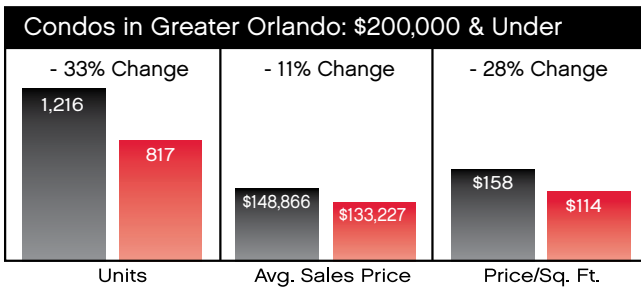 Condos in Greater Orlando: $200,000 & Under
- 33% Change
- 11% Change
- 28% Change
1,216
817
$148,866
$133,227
$158
$114
Units
Avg. Sales Price
Price/Sq. Ft.